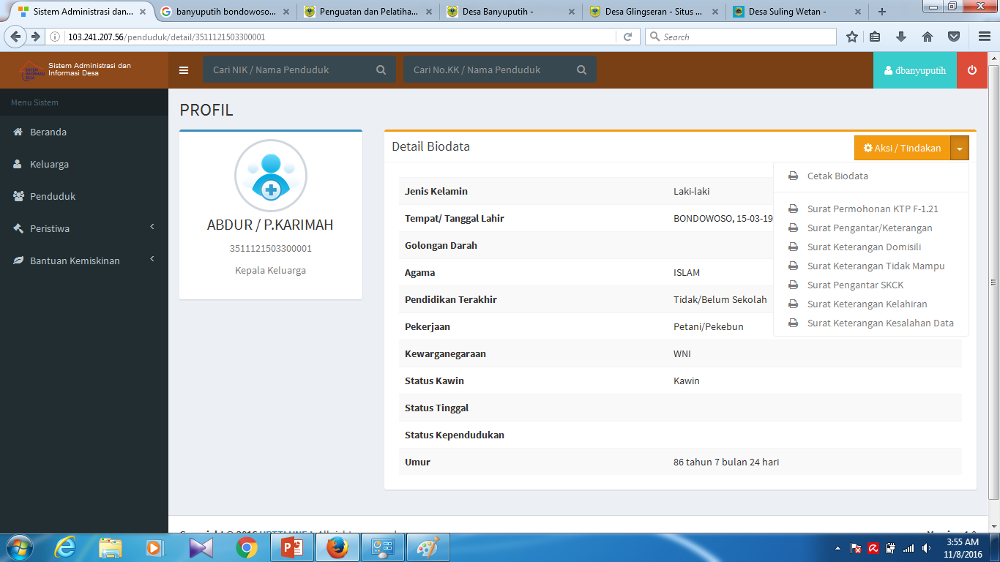 Sistem Administrasi dan...
banyuputih bondowoso...
Penguatan dan Pelatiha...
Desa Banyuputih -
Desa Glingseran - Situs ...
Desa Suling Wetan -
103.241.207.56/penduduk/detail/3511121503300001
Search
SISTEM
INFORMASI
DESA
Sistem Administrasi dan
Informasi Desa
Cari NIK / Nama Penduduk
Cari No.KK / Nama Penduduk
dbanyuputih
Menu Sistem
Beranda
Keluarga
Penduduk
Peristiwa
Bantuan Kemiskinan
PROFIL
ABDUR / P.KARIMAH
3511121503300001
Kepala Keluarga
Detail Biodata
Aksi / Tindakan
Cetak Biodata
Surat Permohonan KTP F-1.21
Surat Pengantar/Keterangan
Surat Keterangan Domisili
Surat Keterangan Tidak Mampu
Surat Pengantar SKCK
Surat Keterangan Kelahiran
Surat Keterangan Kesalahan Data
Jenis Kelamin Laki-laki
Tempat/ Tanggal Lahir BONDOWOSO, 15-03-19
Golongan Darah
Agama ISLAM
Pendidikan Terakhir Tidak/Belum Sekolah
Pekerjaan Petani/Pekebun
Kewarganegaraan WNI
Status Kawin Kawin
Status Tinggal
Status Kependudukan
Umur 86 tahun 7 bulan 24 hari
3:55 AM
11/8/2016